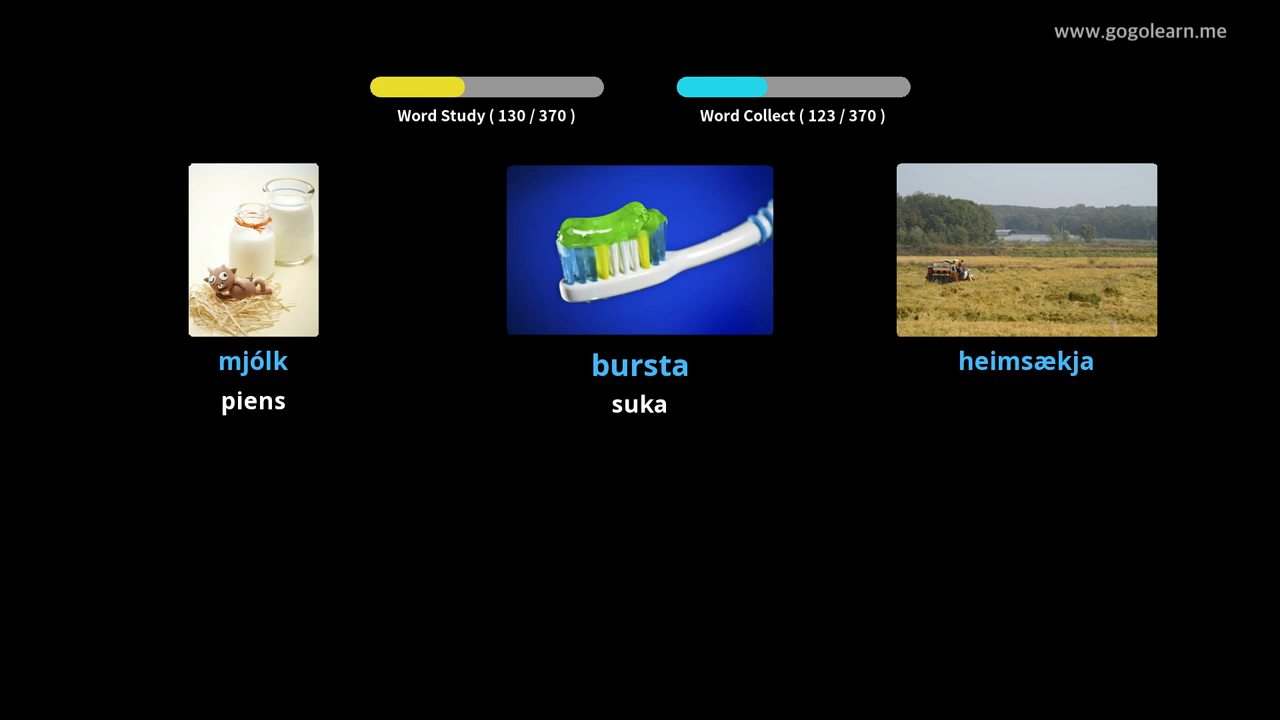 www.gogolearn.me
Word Study ( 130 / 370 )
Word Collect ( 123 / 370 )
mjólk
piens
bursta
suka
heimsækja